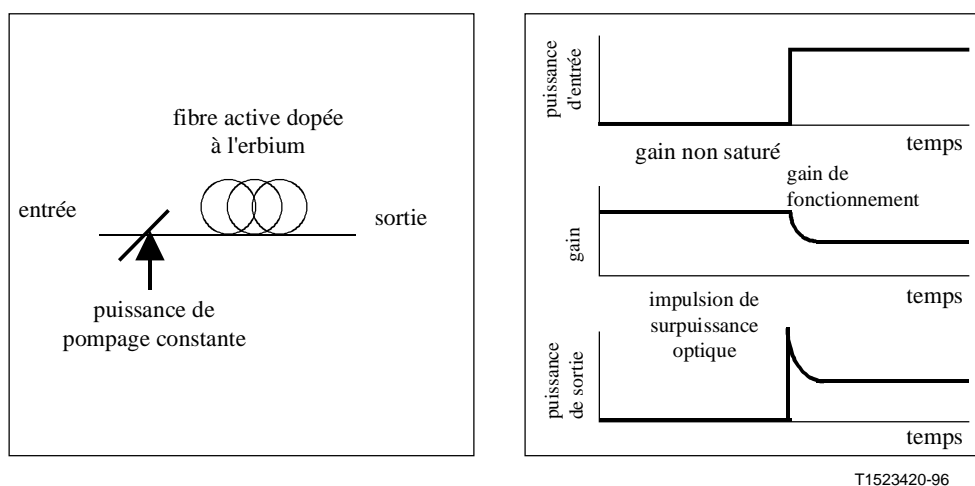 fibre active dopée
à l'erbium
entrée
sortie
puissance de
pompage constante
puissance
d'entrée
temps
gain non saturé
gain de
fonctionnement
gain
temps
impulsion de
surpuissance
optique
puissance
de sortie
temps
T1523420-96